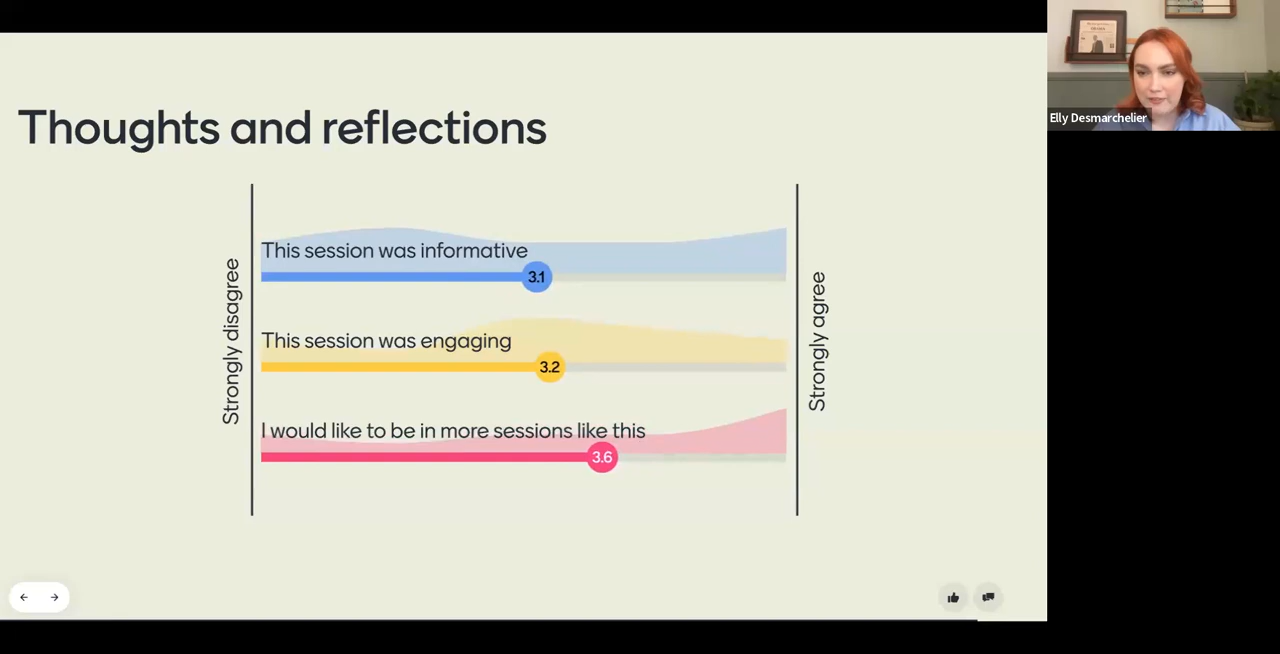 Thoughts and reflections
Strongly disagree
This session was informative
3.1
This session was engaging
3.2
I would like to be in more sessions like this
3.6
Strongly agree
Elly Desmarchelier